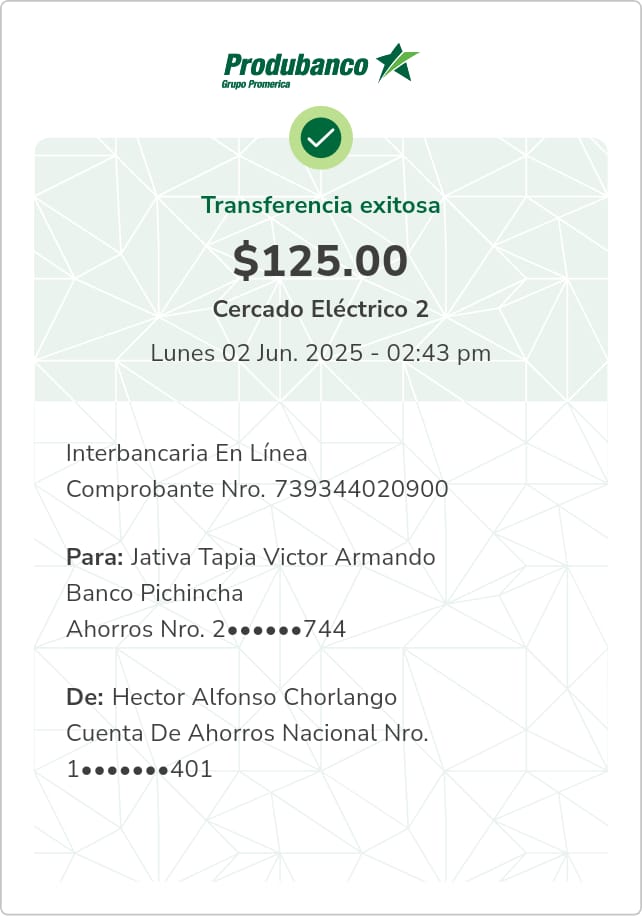 Produbanco
Grupo Promerica
Transferencia exitosa
$125.00
Cercado Eléctrico 2
Lunes 02 Jun. 2025 - 02:43 pm
Interbancaria En Línea
Comprobante Nro. 739344020900
Para: Jativa Tapia Victor Armando
Banco Pichincha
Ahorros Nro. 2●●●●●●744
De: Hector Alfonso Chorlango
Cuenta De Ahorros Nacional Nro.
1●●●●●●●401